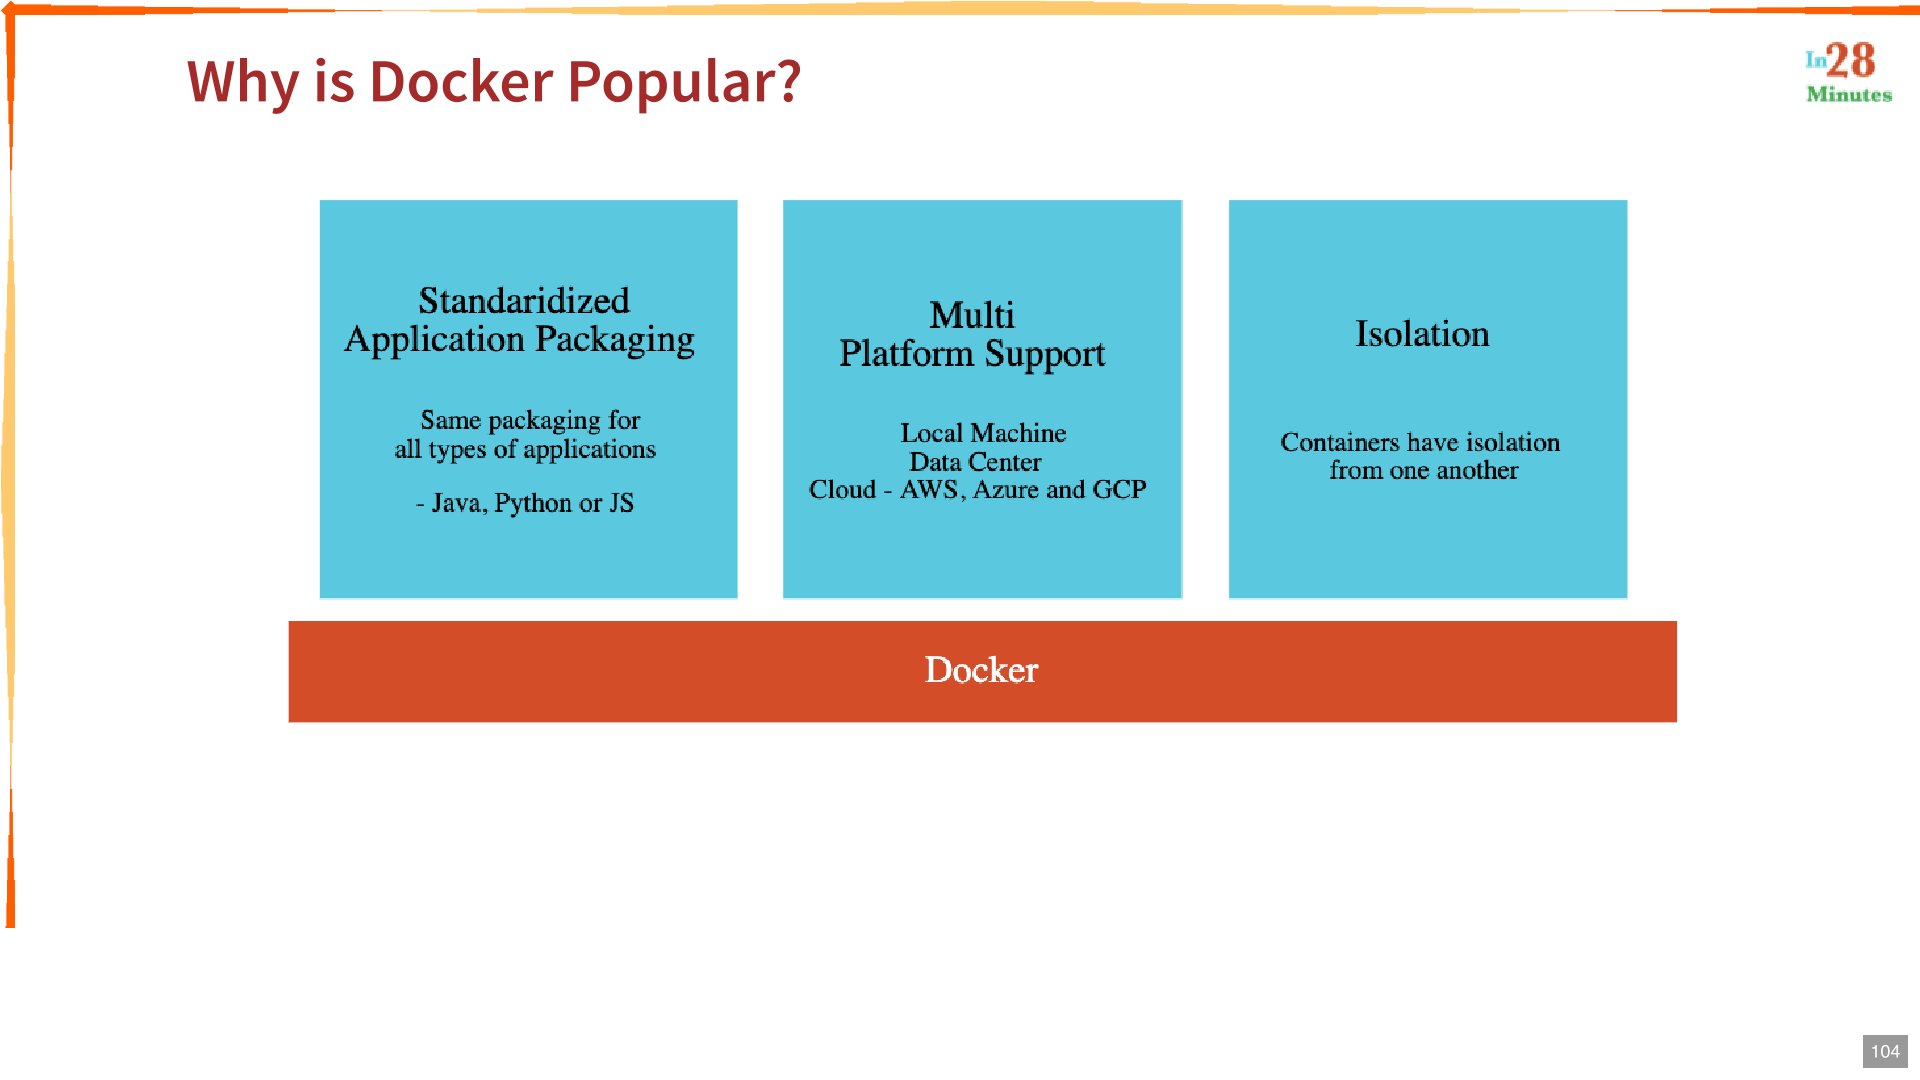 Why is Docker Popular?
In28
Minutes
Standaridized
Application Packaging
Same packaging for
all types of applications
- Java, Python or JS
Multi
Platform Support
Local Machine
Data Center
Cloud - AWS, Azure and GCP
Isolation
Containers have isolation
from one another
Docker
104